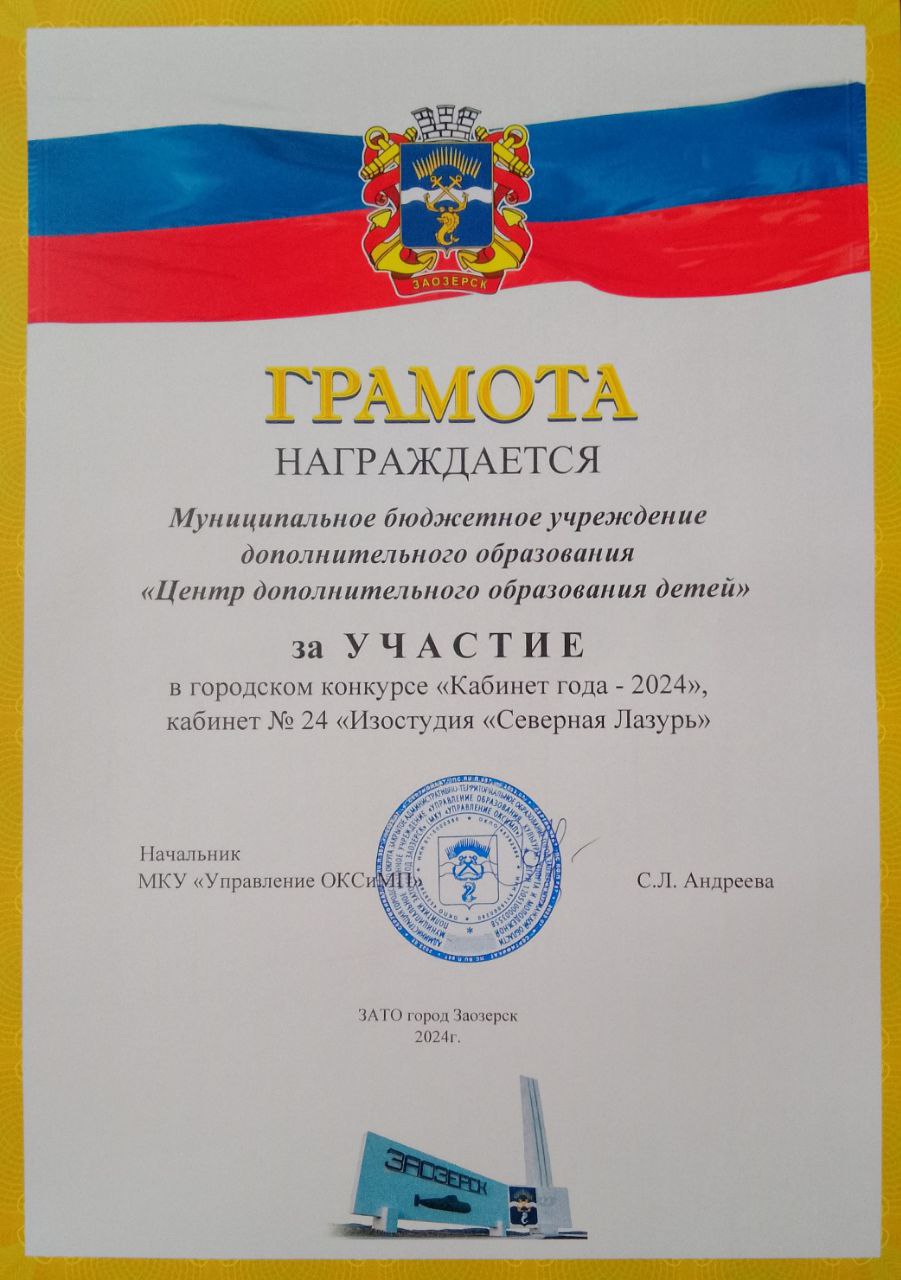 ЗАОЗЕРСК
ГРАМОТА
НАГРАЖДАЕТСЯ
Муниципальное бюджетное учреждение
дополнительного образования
«Центр дополнительного образования детей»
за УЧАСТИЕ
в городском конкурсе «Кабинет года - 2024»,
кабинет № 24 «Изостудия «Северная Лазурь»
Начальник
МКУ «Управление ОКСиМП»
С.Л. Андреева
ЗАТО город Заозерск
2024г.
ЗАОЗЕРСК